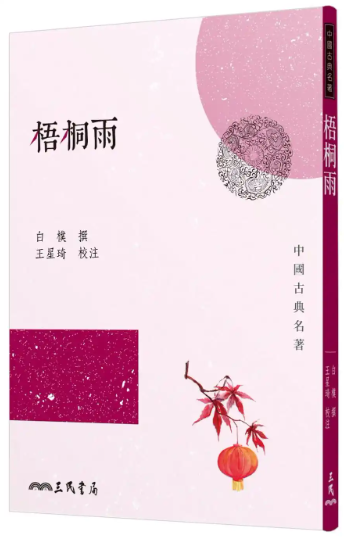 梧桐雨
白樸 撰
王星琦 校注
中國古典名著
三民書局
中國古典名著
梧桐雨
白樸 撰
王星琦 校注
三民